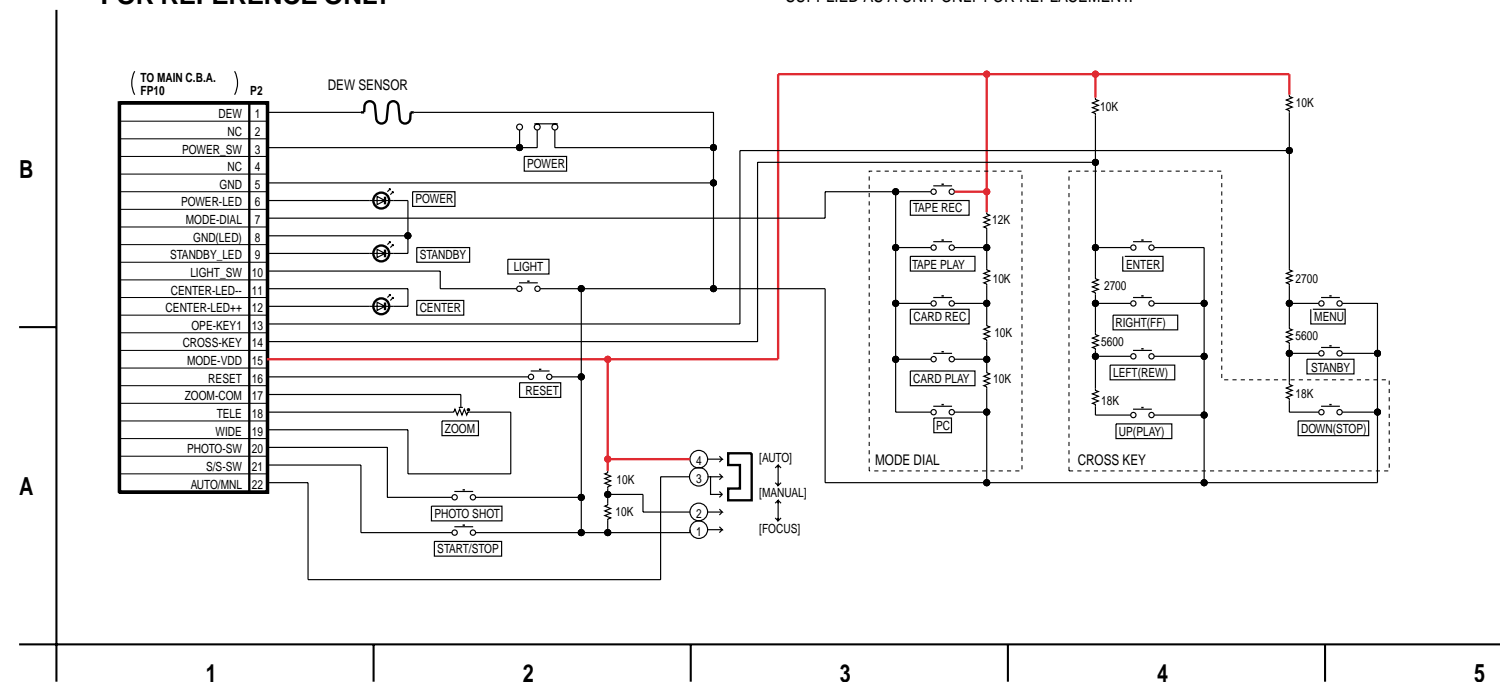 FOR REFERENCE ONLY
SUPPLIED AS A UNIT ONLY FOR REPLACEMENT.
( TO MAIN C.B.A. )
FP10
P2
DEW 1
NC 2
POWER_SW 3
NC 4
GND 5
POWER-LED 6
MODE-DIAL 7
GND(LED) 8
STANDBY_LED 9
LIGHT_SW 10
CENTER-LED-- 11
CENTER-LED++ 12
OPE-KEY1 13
CROSS-KEY 14
MODE-VDD 15
RESET 16
ZOOM-COM 17
TELE 18
WIDE 19
PHOTO-SW 20
S/S-SW 21
AUTO/MNL 22
DEW SENSOR
POWER
POWER
STANDBY
LIGHT
CENTER
RESET
ZOOM
PHOTO SHOT
START/STOP
10K
10K
4
3
2
1
[AUTO]
[MANUAL]
[FOCUS]
TAPE REC
12K
TAPE PLAY
10K
CARD REC
10K
CARD PLAY
10K
PC
MODE DIAL
10K
ENTER
2700
RIGHT(FF)
5600
LEFT(REW)
18K
UP(PLAY)
CROSS KEY
10K
2700
MENU
5600
STANBY
18K
DOWN(STOP)
B
A
1 2 3 4 5